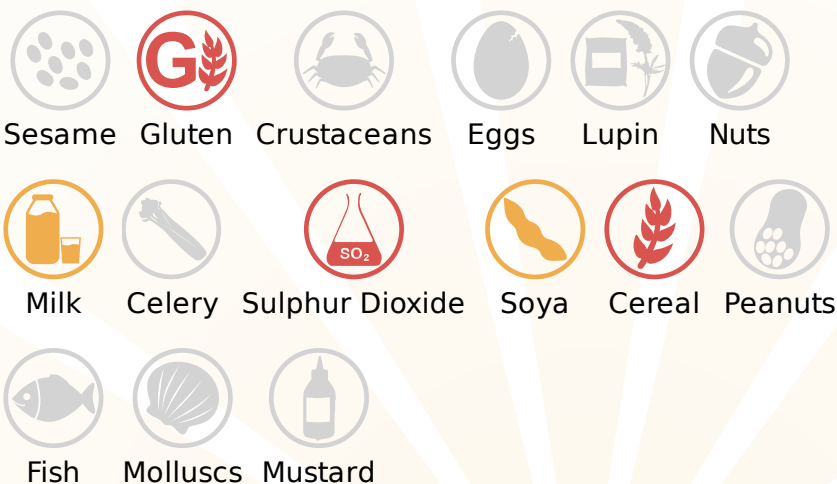 G
Sesame Gluten Crustaceans Eggs Lupin Nuts
SO₂
Milk Celery Sulphur Dioxide Soya Cereal Peanuts
Fish Molluscs Mustard